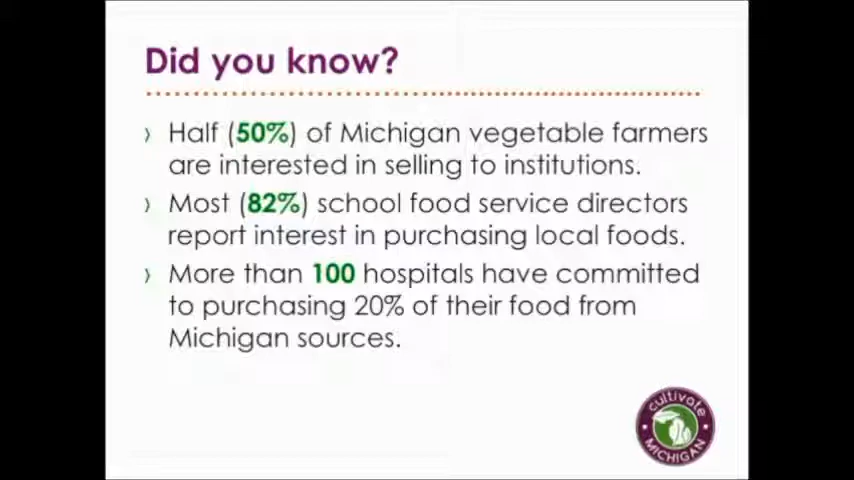 Did you know?
Half (50%) of Michigan vegetable farmers
are interested in selling to institutions.
Most (82%) school food service directors
report interest in purchasing local foods.
More than 100 hospitals have committed
to purchasing 20% of their food from
Michigan sources.
cultivate
MICHIGAN